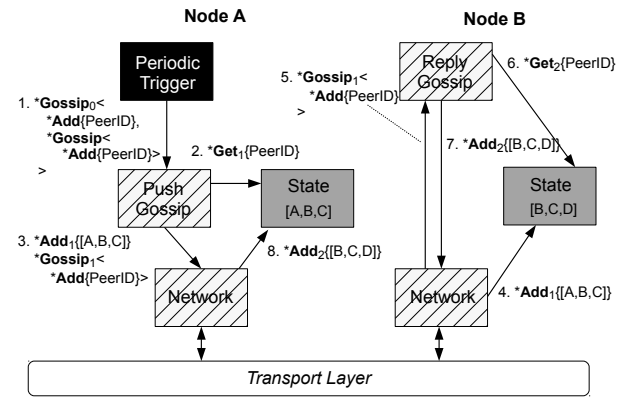 Node A
Periodic
Trigger
1. *Gossip₀<
*Add{PeerID},
*Gossip<
*Add{PeerID}>
>
2. *Get₁{PeerID}
Push
Gossip
State
[A,B,C]
3. *Add₁{[A,B,C]}
*Gossip₁<
*Add{PeerID}>
8. *Add₂{[B,C,D]}
Network
Node B
Reply
Gossip
5. *Gossip₁<
*Add{PeerID}
>
6. *Get₂{PeerID}
7. *Add₂{[B,C,D]}
State
[B,C,D]
Network
4. *Add₁{[A,B,C]}
Transport Layer